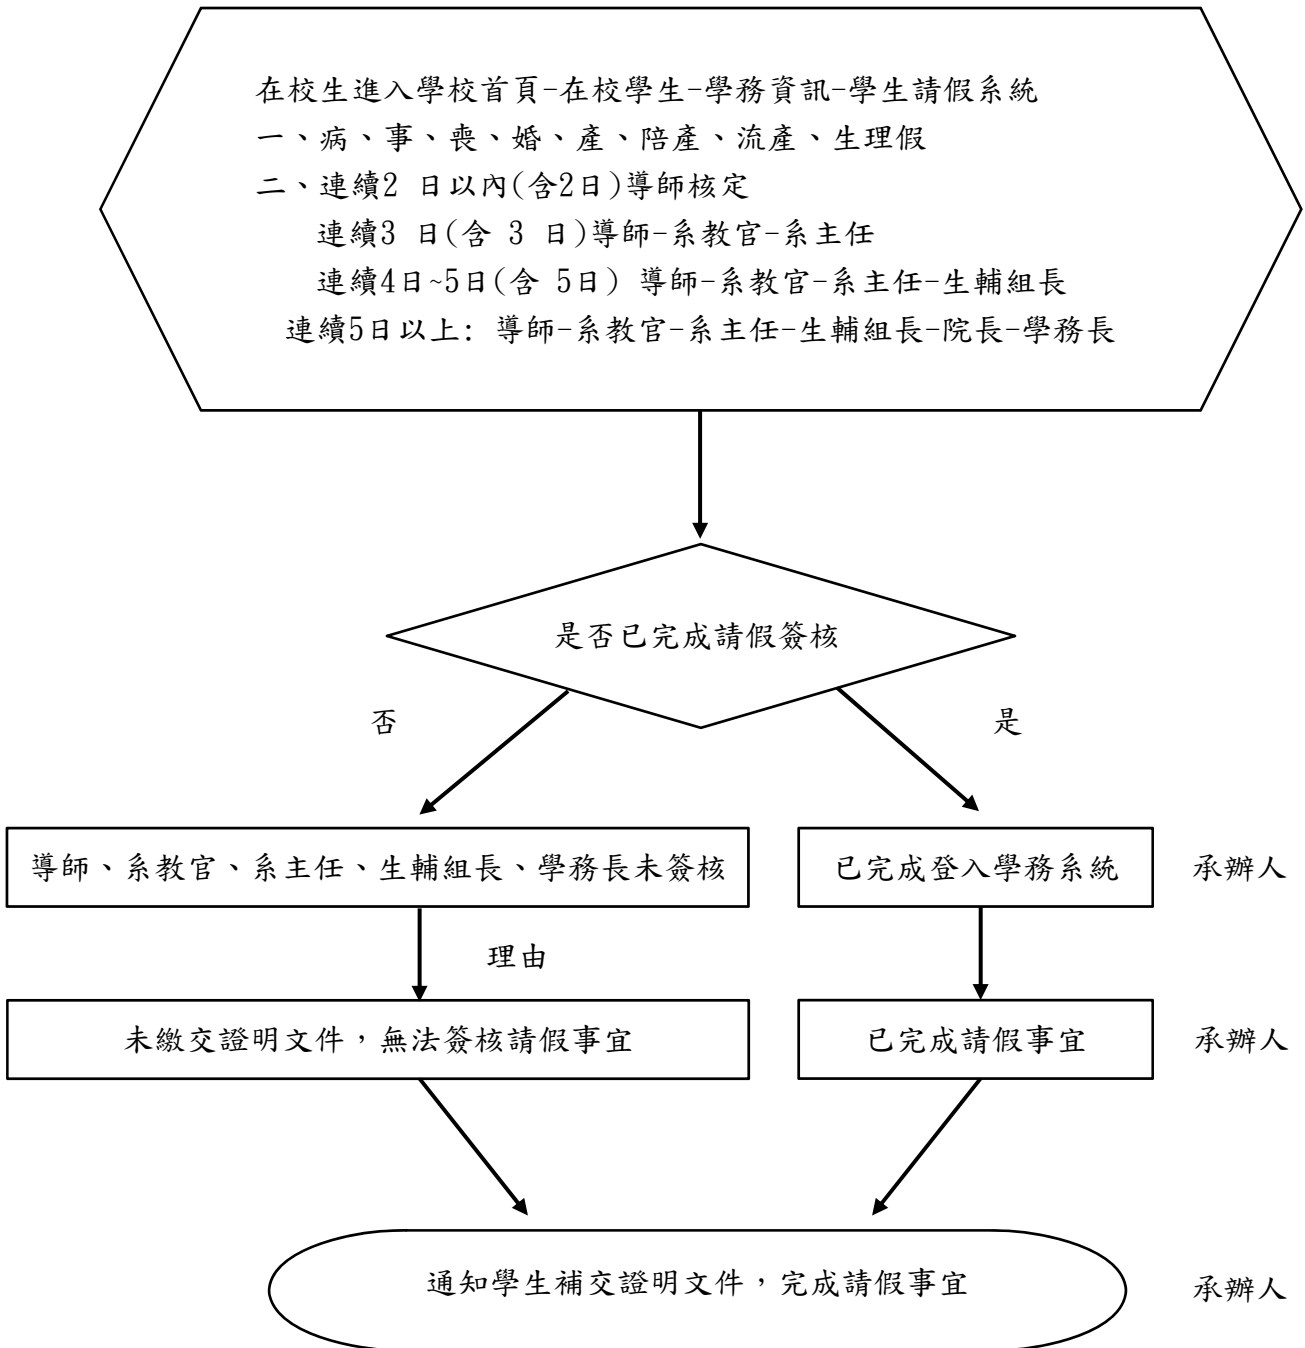 在校生進入學校首頁-在校學生-學務資訊-學生請假系統
一、病、事、喪、婚、產、陪產、流產、生理假
二、連續2 日以內(含2日)導師核定
連續3 日(含 3 日)導師-系教官-系主任
連續4日~5日(含 5日) 導師-系教官-系主任-生輔組長
連續5日以上: 導師-系教官-系主任-生輔組長-院長-學務長
是否已完成請假簽核
否
是
導師、系教官、系主任、生輔組長、學務長未簽核
已完成登入學務系統
承辦人
理由
未繳交證明文件，無法簽核請假事宜
已完成請假事宜
承辦人
通知學生補交證明文件，完成請假事宜
承辦人